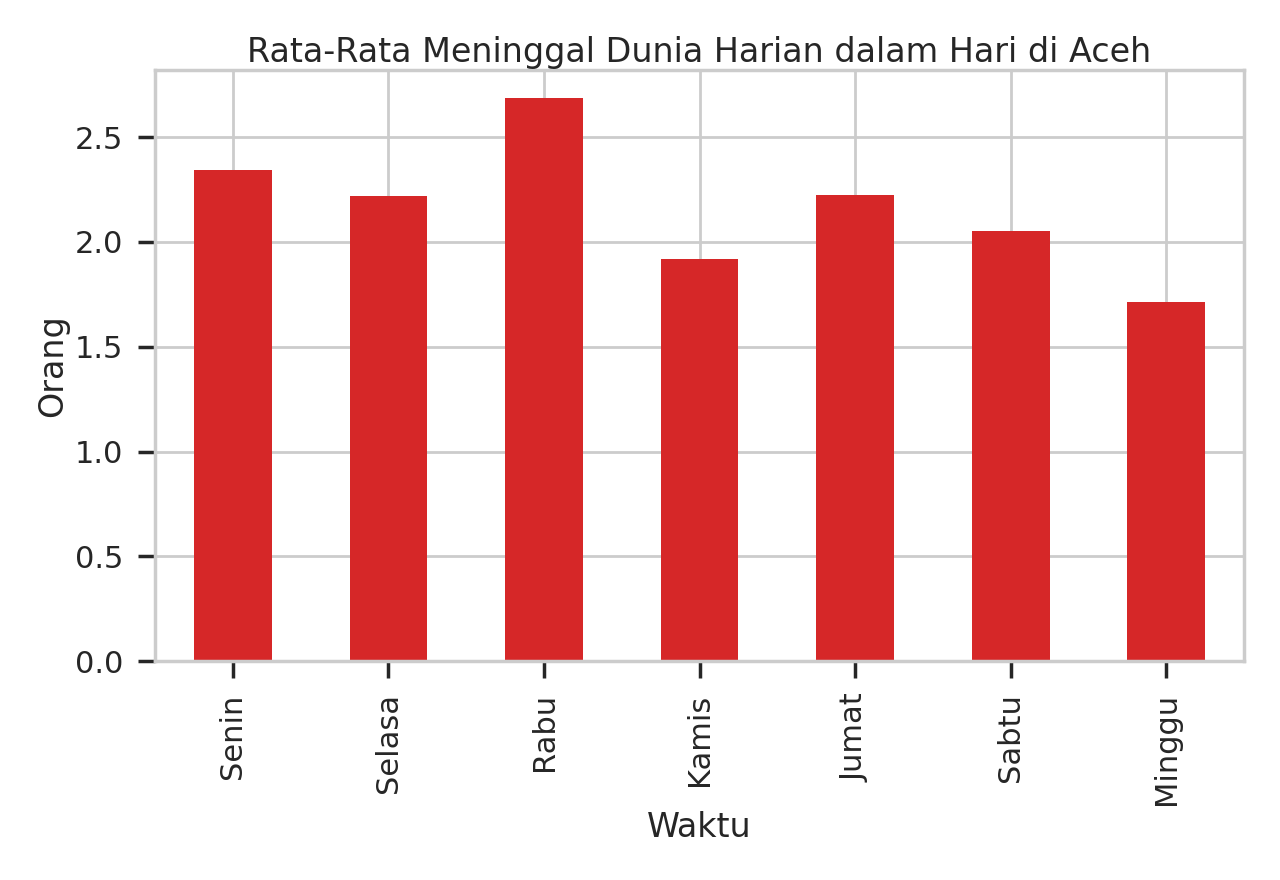 Rata-Rata Meninggal Dunia Harian dalam Hari di Aceh
Orang
2.5
2.0
1.5
1.0
0.5
0.0
Senin
Selasa
Rabu
Kamis
Jumat
Sabtu
Minggu
Waktu